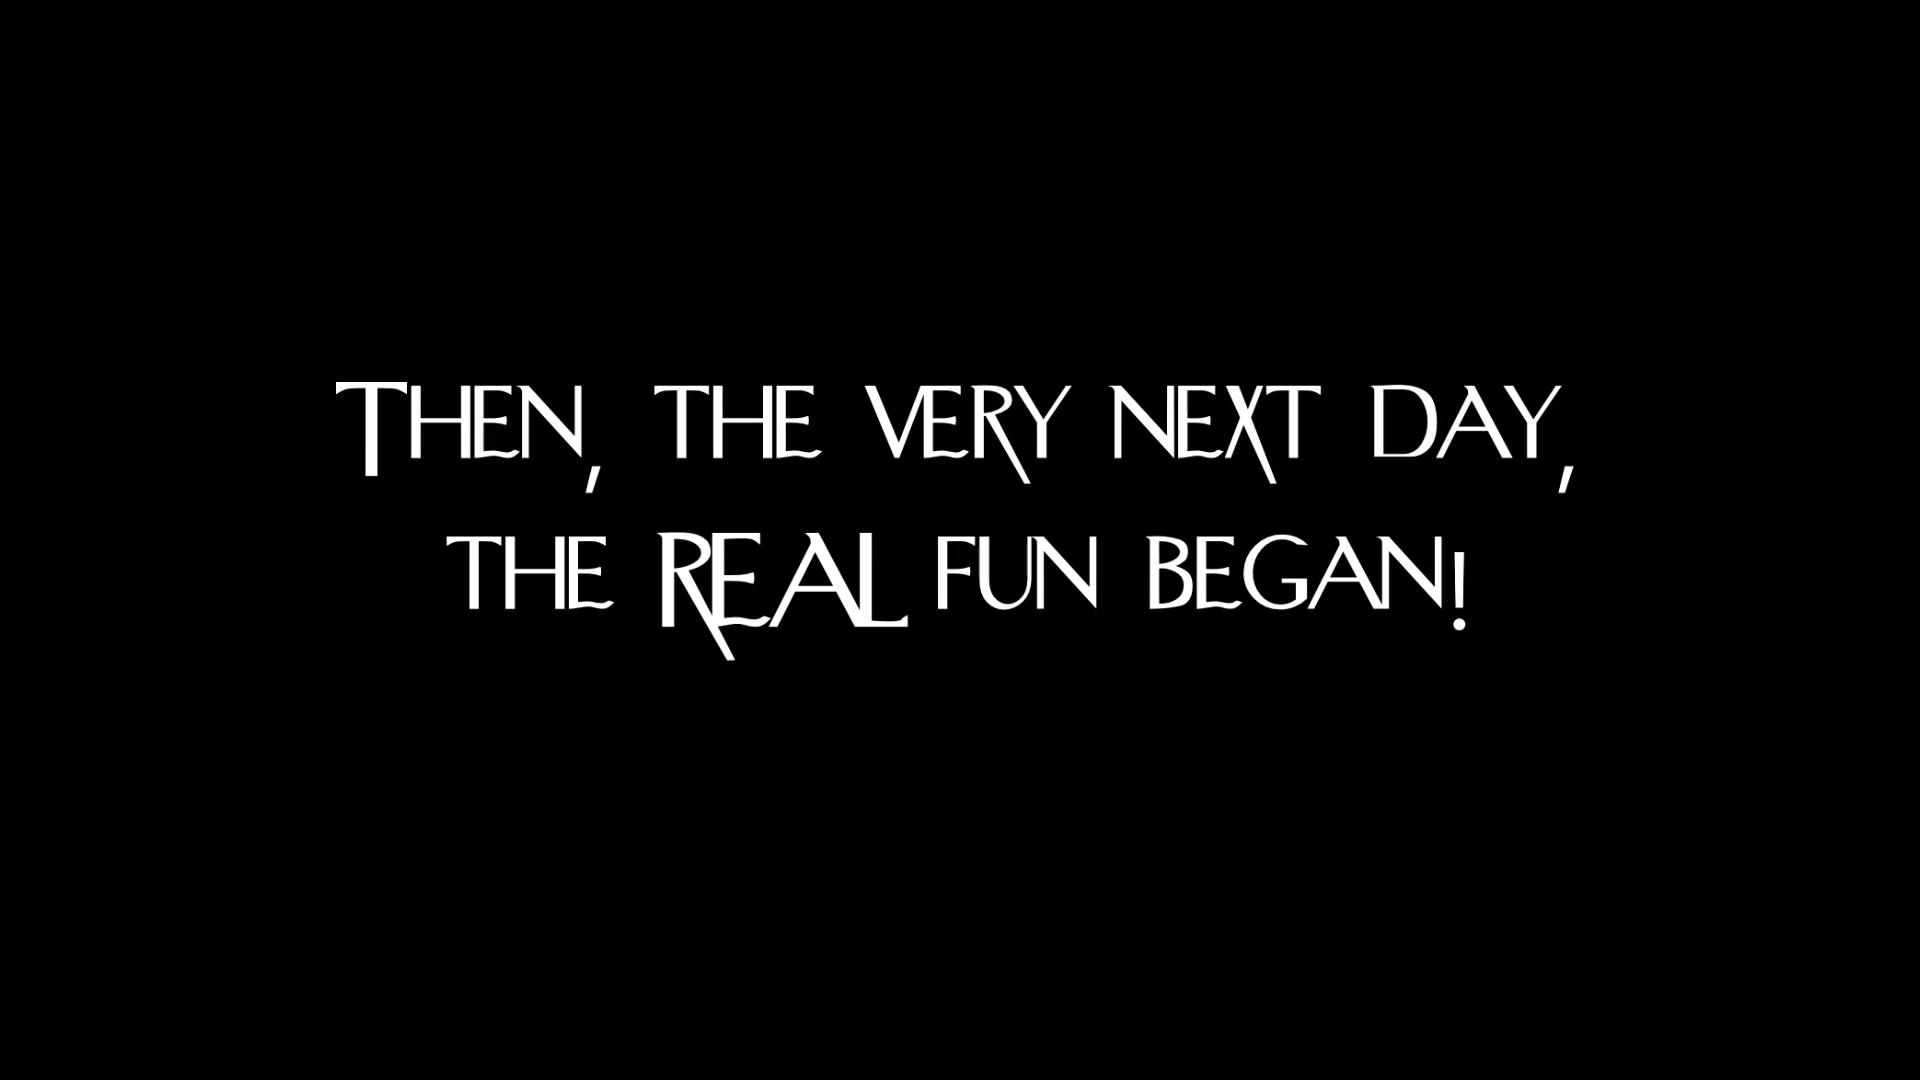 Then, the very next day,
the REAL fun began!